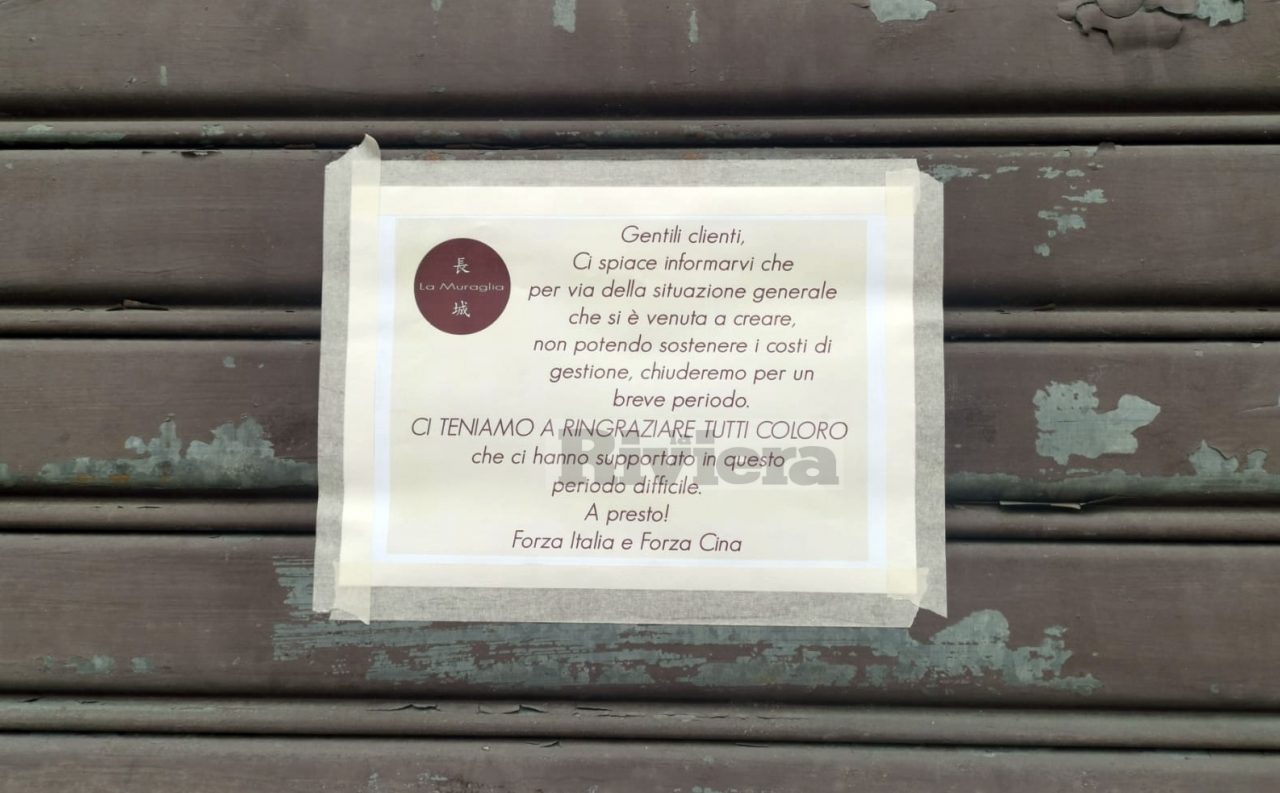 長
La Muraglia
城
Gentili clienti,
Ci spiace informarvi che
per via della situazione generale
che si è venuta a creare,
non potendo sostenere i costi di
gestione, chiuderemo per un
breve periodo.
CI TENIAMO A RINGRAZIARE TUTTI COLORO
che ci hanno supportato in questo
periodo difficile.
A presto!
Forza Italia e Forza Cina
LA
Riviera